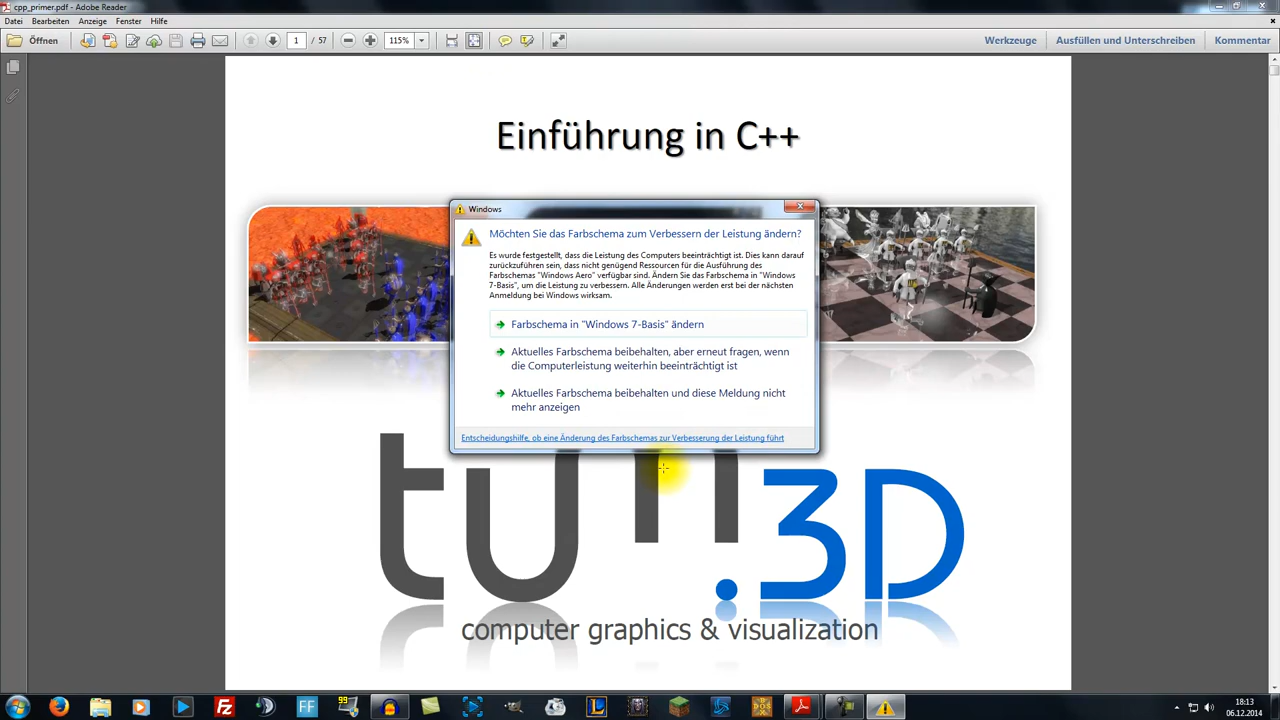 cpp_primer.pdf - Adobe Reader
Datei Bearbeiten Anzeige Fenster Hilfe
Öffnen 1 / 57 115% Werkzeuge Ausfüllen und Unterschreiben Kommentar
Einführung in C++
Windows
Möchten Sie das Farbschema zum Verbessern der Leistung ändern?
Es wurde festgestellt, dass die Leistung des Computers beeinträchtigt ist. Dies kann darauf
zurückzuführen sein, dass nicht genügend Ressourcen für die Ausführung des
Farbschemas "Windows Aero" verfügbar sind. Ändern Sie das Farbschema in "Windows
7-Basis", um die Leistung zu verbessern. Alle Änderungen werden erst bei der nächsten
Anmeldung bei Windows wirksam.
Farbschema in "Windows 7-Basis" ändern
Aktuelles Farbschema beibehalten, aber erneut fragen, wenn
die Computerleistung weiterhin beeinträchtigt ist
Aktuelles Farbschema beibehalten und diese Meldung nicht
mehr anzeigen
Entscheidungshilfe, ob eine Änderung des Farbschemas zur Verbesserung der Leistung führt
tum.3D
computer graphics & visualization
Fz FF 99 L
18:13
06.12.2014